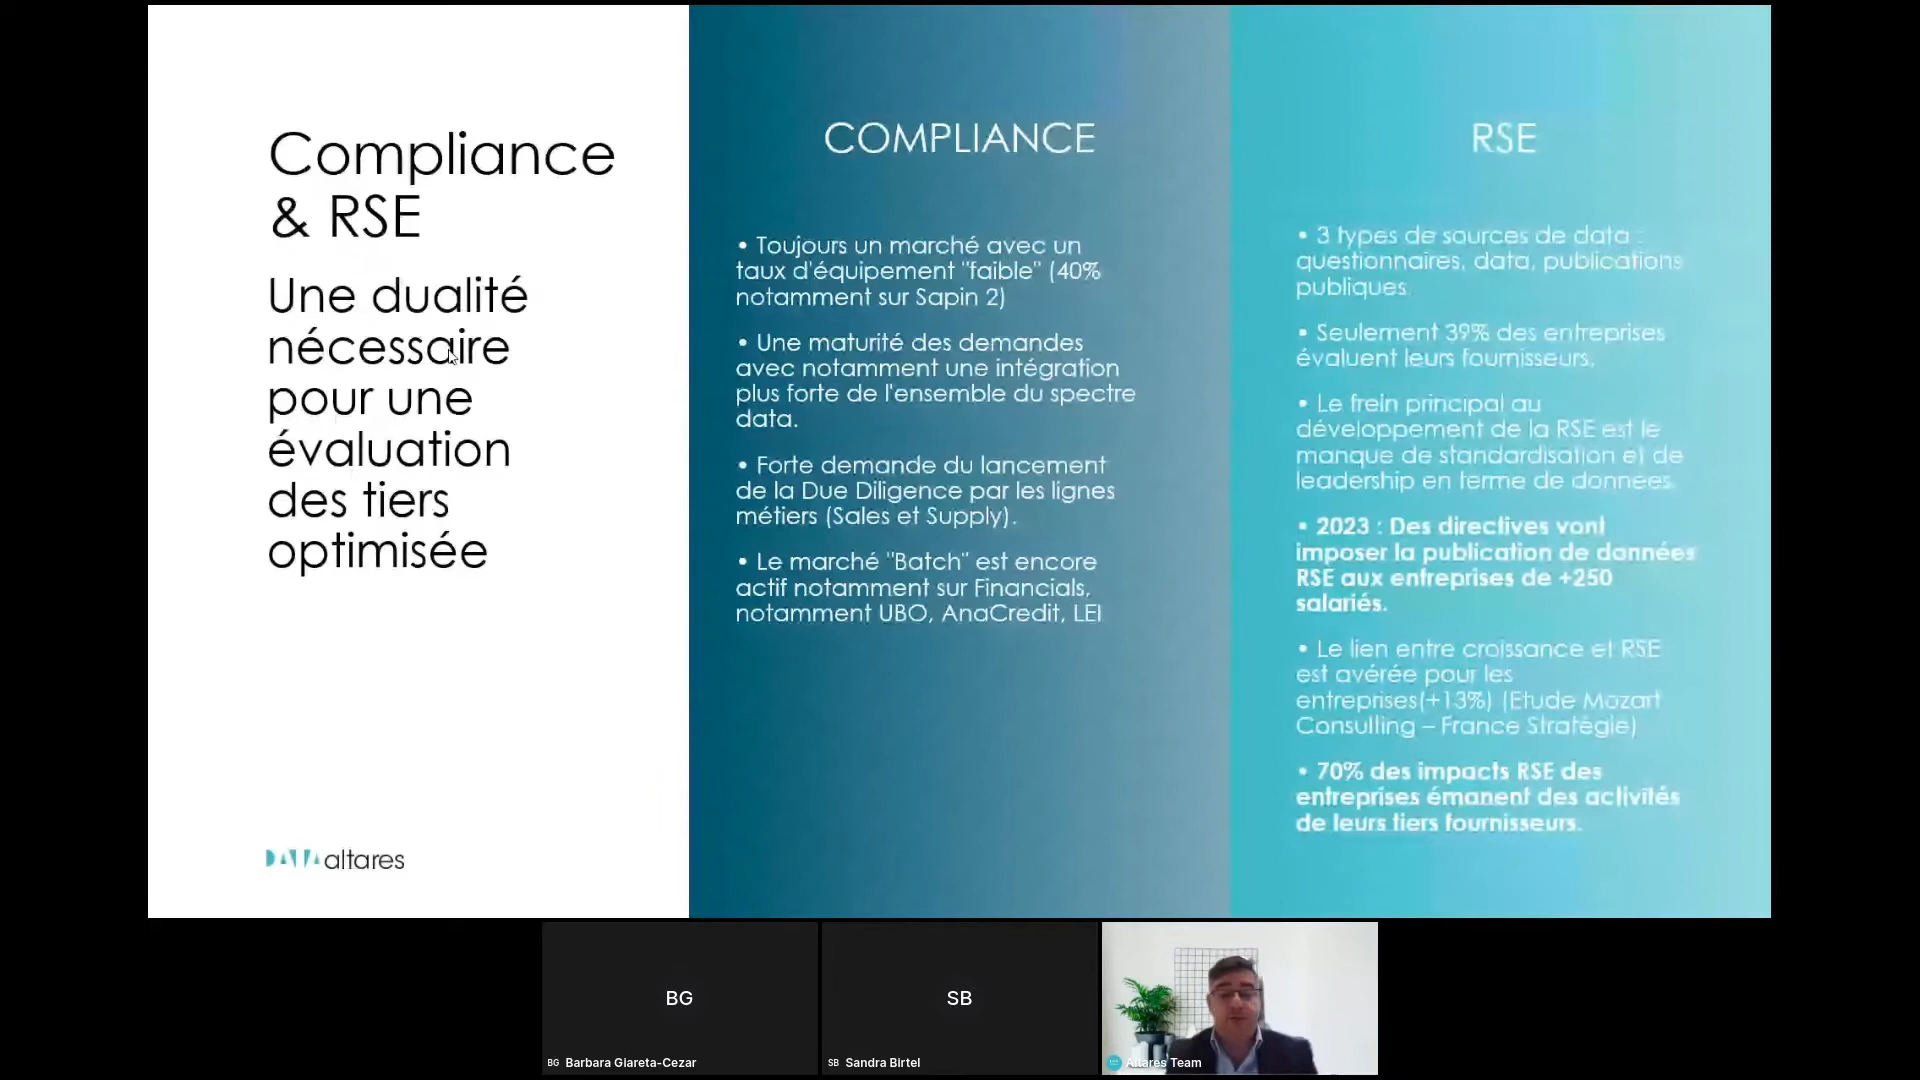 Compliance
& RSE
Une dualité
nécessaire
pour une
évaluation
des tiers
optimisée
DATA altares
COMPLIANCE
• Toujours un marché avec un
taux d'équipement "faible" (40%
notamment sur Sapin 2)
• Une maturité des demandes
avec notamment une intégration
plus forte de l'ensemble du spectre
data.
• Forte demande du lancement
de la Due Diligence par les lignes
métiers (Sales et Supply).
• Le marché "Batch" est encore
actif notamment sur Financials,
notamment UBO, AnaCredit, LEI
RSE
• 3 types de sources de data :
questionnaires, data, publications
publiques.
• Seulement 39% des entreprises
évaluent leurs fournisseurs.
• Le frein principal au
développement de la RSE est le
manque de standardisation et de
leadership en terme de données.
• 2023 : Des directives vont
imposer la publication de données
RSE aux entreprises de +250
salariés.
• Le lien entre croissance et RSE
est avérée pour les
entreprises(+13%) (Etude Mozart
Consulting – France Stratégie)
• 70% des impacts RSE des
entreprises émanent des activités
de leurs tiers fournisseurs.
BG
BG Barbara Giareta-Cezar
SB
SB Sandra Birtel
Altares Team